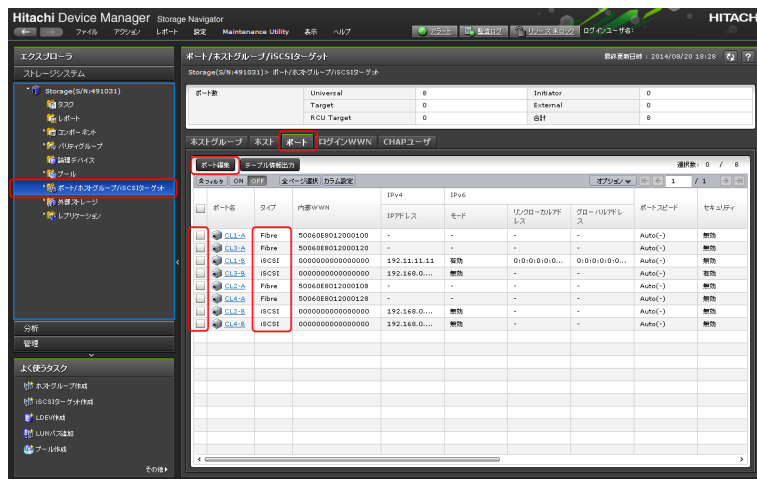 Hitachi Device Manager Storage Navigator
HITACH
ファイル アクション レポート 設定 Maintenance Utility 表示 ヘルプ
アラート 監査ログ リソースロック ログインユーザ名:
エクスプローラ
ストレージシステム
Storage(S/N:491031)
タスク
レポート
コンポーネント
パリティグループ
論理デバイス
プール
ポート/ホストグループ/iSCSIターゲット
外部ストレージ
レプリケーション
分析
管理
よく使うタスク
ホストグループ作成
iSCSIターゲット作成
LDEV作成
LUNパス追加
プール作成
その他
ポート/ホストグループ/iSCSIターゲット
最終更新日時 : 2014/08/20 18:28
Storage(S/N:491031) > ポート/ホストグループ/iSCSIターゲット
ポート数 Universal 8 Initiator 0
Target 0 External 0
RCU Target 0 合計 8
ホストグループ ホスト ポート ログインWWN CHAPユーザ
ポート編集 テーブル情報出力 選択数: 0 / 8
フィルタ ON OFF 全ページ選択 カラム設定 オプション 1 / 1
IPv4 IPv6
ポート名 タイプ 内部WWN IPアドレス モード リンクローカルアドレス グローバルアドレス ポートスピード セキュリティ
CL1-A Fibre 50060E8012000100 - - - - Auto(-) 無効
CL3-A Fibre 50060E8012000120 - - - - Auto(-) 無効
CL1-B iSCSI 0000000000000000 192.11.11.11 有効 0:0:0:0:0... 0:0:0:0:0... Auto(-) 無効
CL3-B iSCSI 0000000000000000 192.168.0.... 無効 - - Auto(-) 有効
CL2-A Fibre 50060E8012000108 - - - - Auto(-) 無効
CL4-A Fibre 50060E8012000128 - - - - Auto(-) 無効
CL2-B iSCSI 0000000000000000 192.168.0.... 無効 - - Auto(-) 無効
CL4-B iSCSI 0000000000000000 192.168.0.... 無効 - - Auto(-) 無効